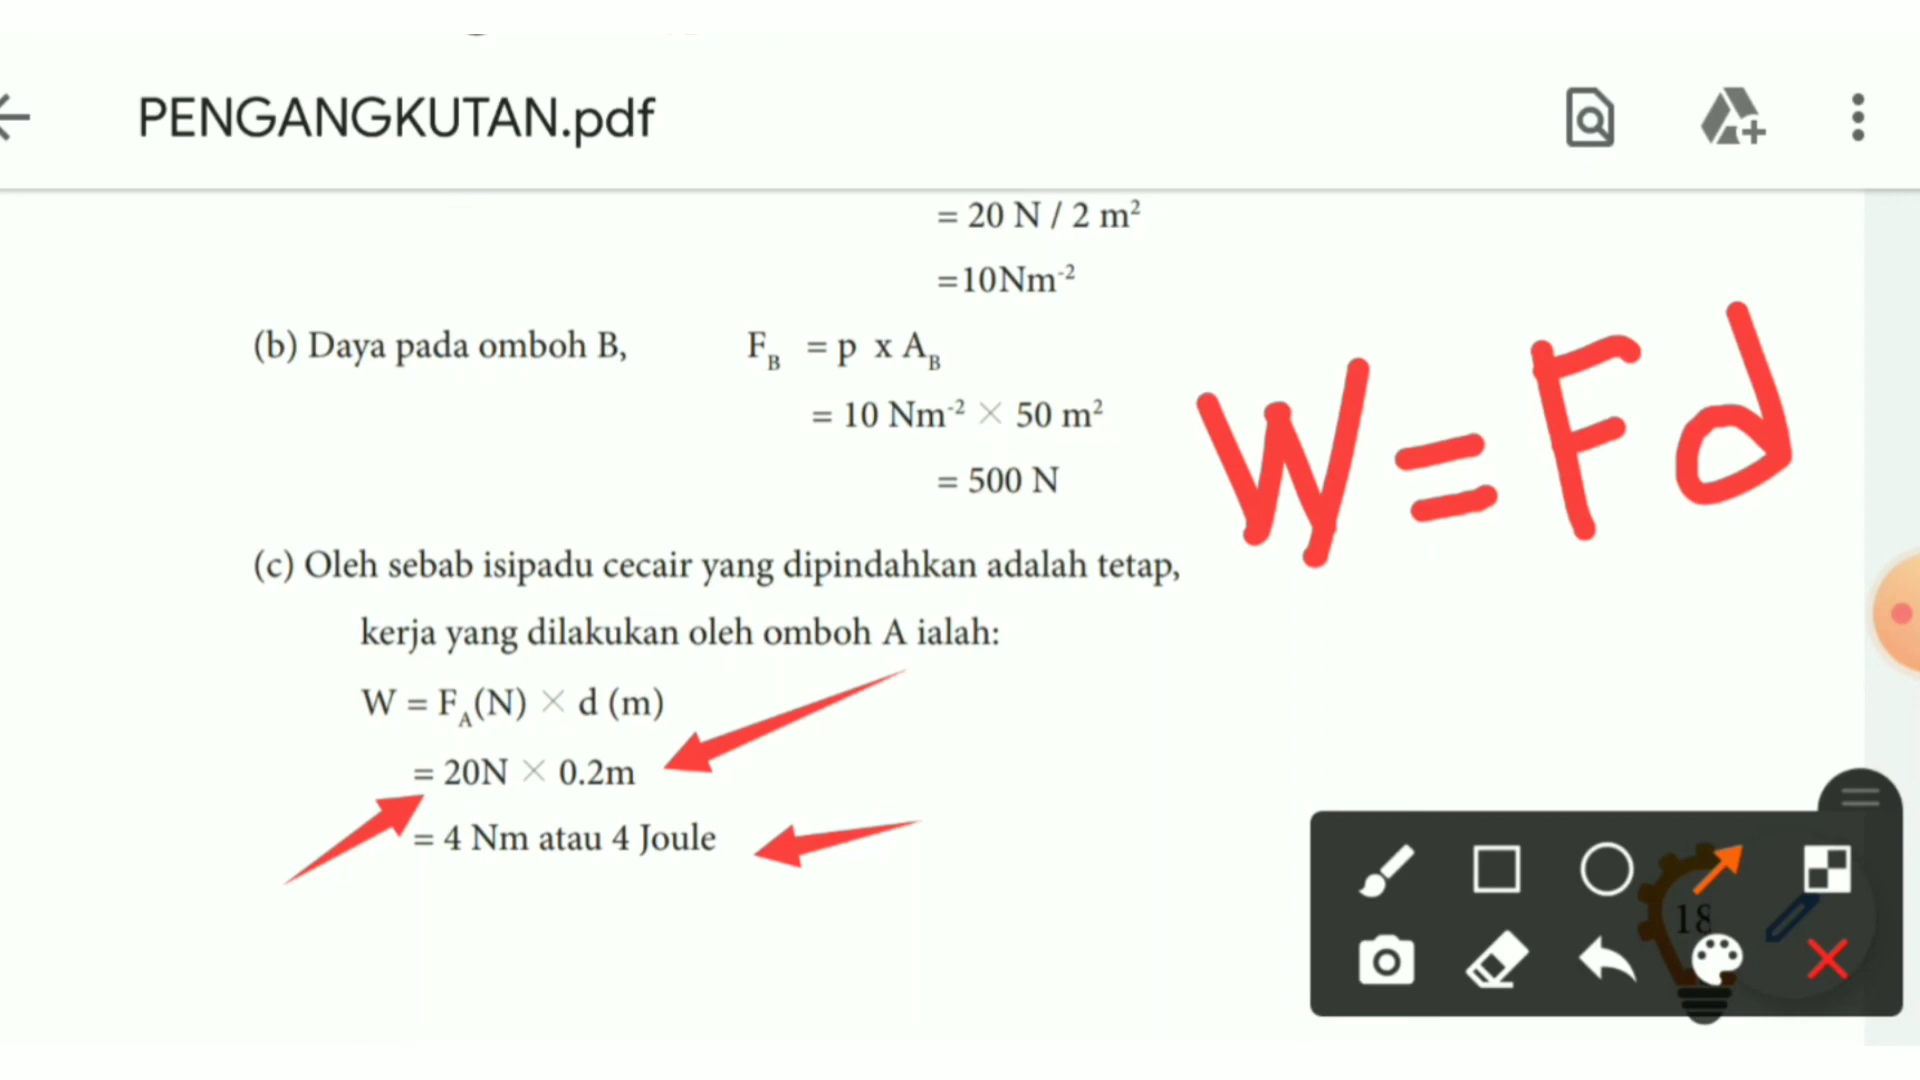 PENGANGKUTAN.pdf
= 20 N / 2 m²
=10Nm⁻²
(b) Daya pada omboh B, F_B = p x A_B
= 10 Nm⁻² × 50 m²
= 500 N
W=Fd
(c) Oleh sebab isipadu cecair yang dipindahkan adalah tetap,
kerja yang dilakukan oleh omboh A ialah:
W = F_A(N) × d (m)
= 20N × 0.2m
= 4 Nm atau 4 Joule
18